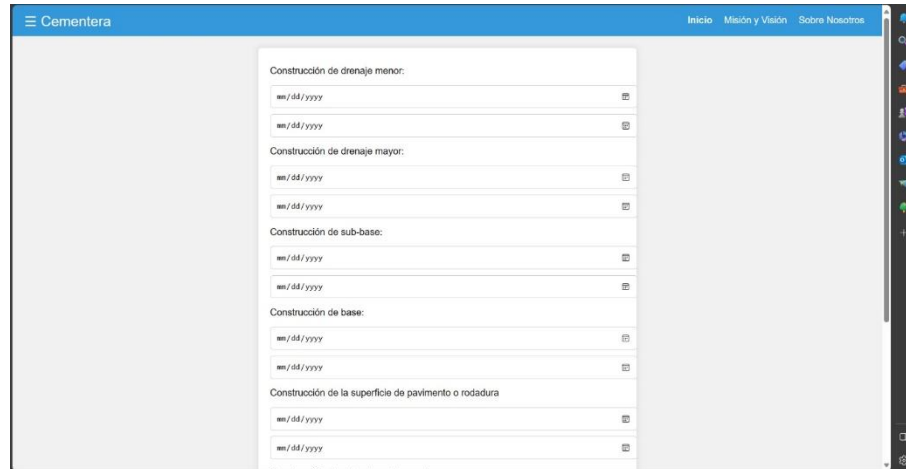 ☰ Cementera
Inicio Misión y Visión Sobre Nosotros
Construcción de drenaje menor:
mm/dd/yyyy
mm/dd/yyyy
Construcción de drenaje mayor:
mm/dd/yyyy
mm/dd/yyyy
Construcción de sub-base:
mm/dd/yyyy
mm/dd/yyyy
Construcción de base:
mm/dd/yyyy
mm/dd/yyyy
Construcción de la superficie de pavimento o rodadura
mm/dd/yyyy
mm/dd/yyyy